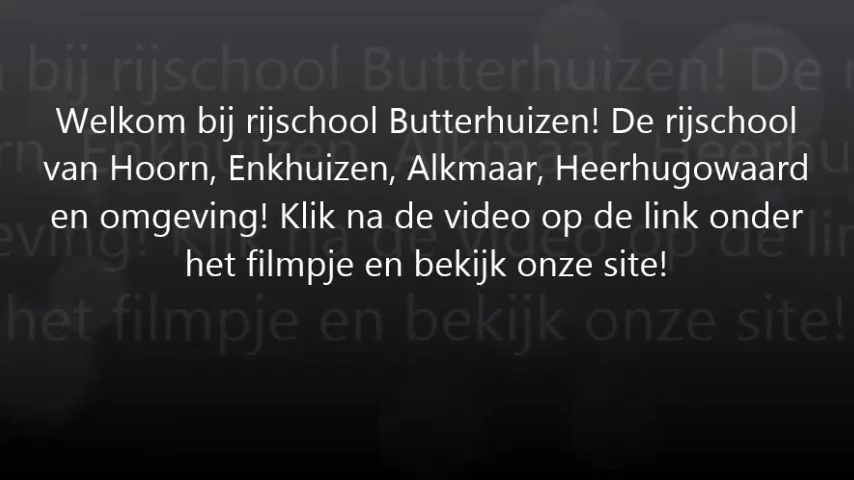 Welkom bij rijschool Butterhuizen! De rijschool
van Hoorn, Enkhuizen, Alkmaar, Heerhugowaard
en omgeving! Klik na de video op de link onder
het filmpje en bekijk onze site!